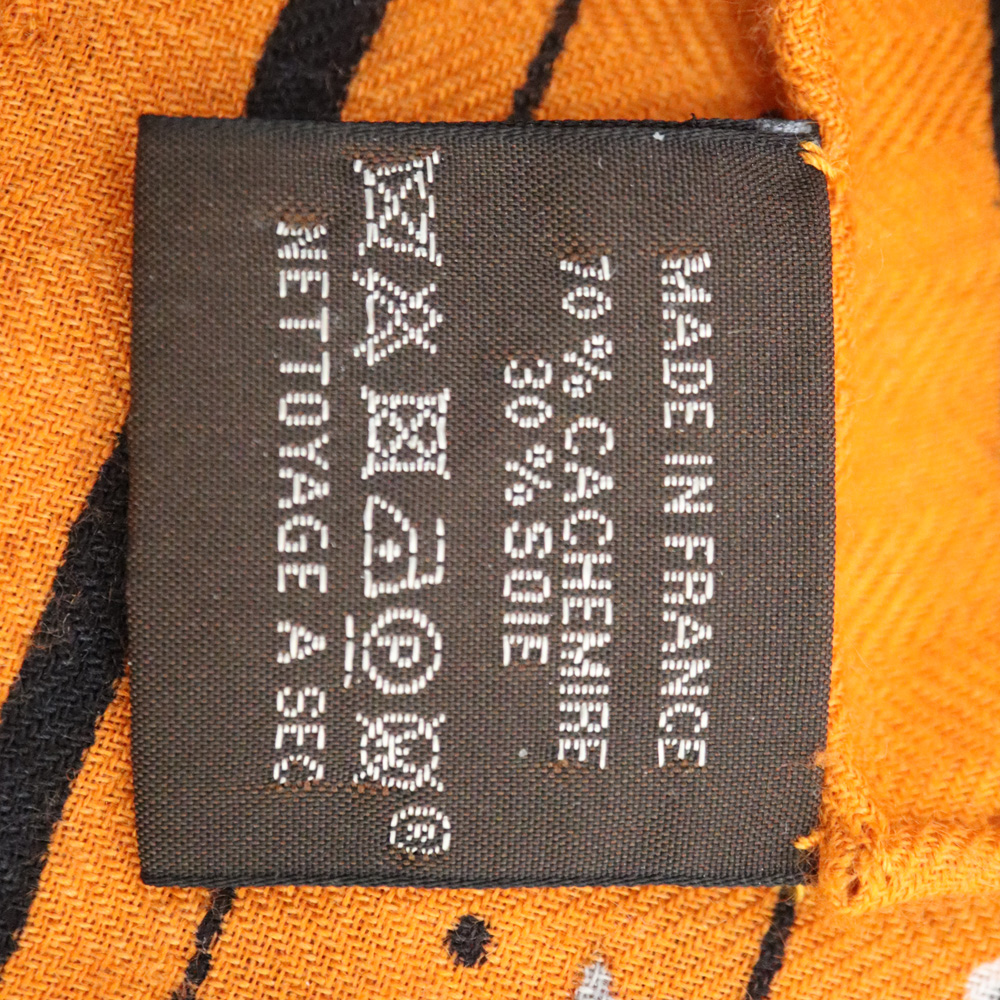 MADE IN FRANCE
70% CACHEMIRE
30% SOIE
P W ®
NETTOYAGE A SEC